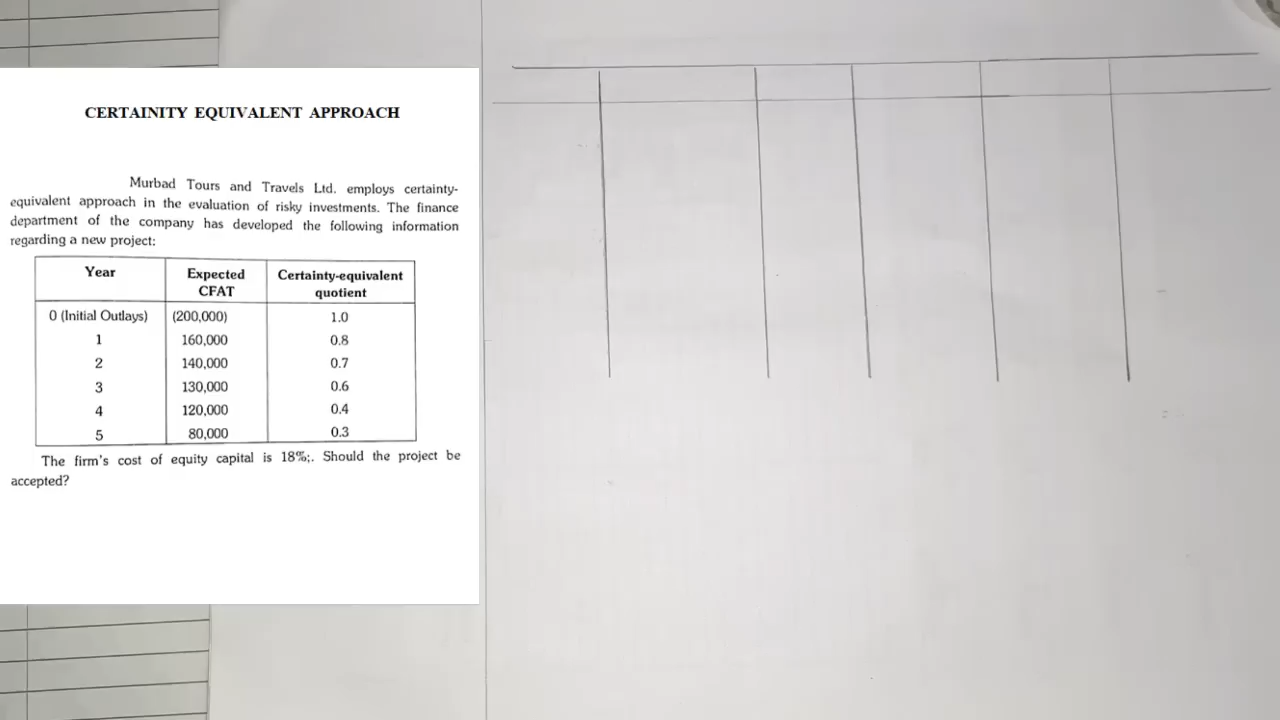 CERTAINITY EQUIVALENT APPROACH
Murbad Tours and Travels Ltd. employs certainty-
equivalent approach in the evaluation of risky investments. The finance
department of the company has developed the following information
regarding a new project:
Year Expected CFAT Certainty-equivalent quotient
0 (Initial Outlays) (200,000) 1.0
1 160,000 0.8
2 140,000 0.7
3 130,000 0.6
4 120,000 0.4
5 80,000 0.3
The firm's cost of equity capital is 18%;. Should the project be
accepted?